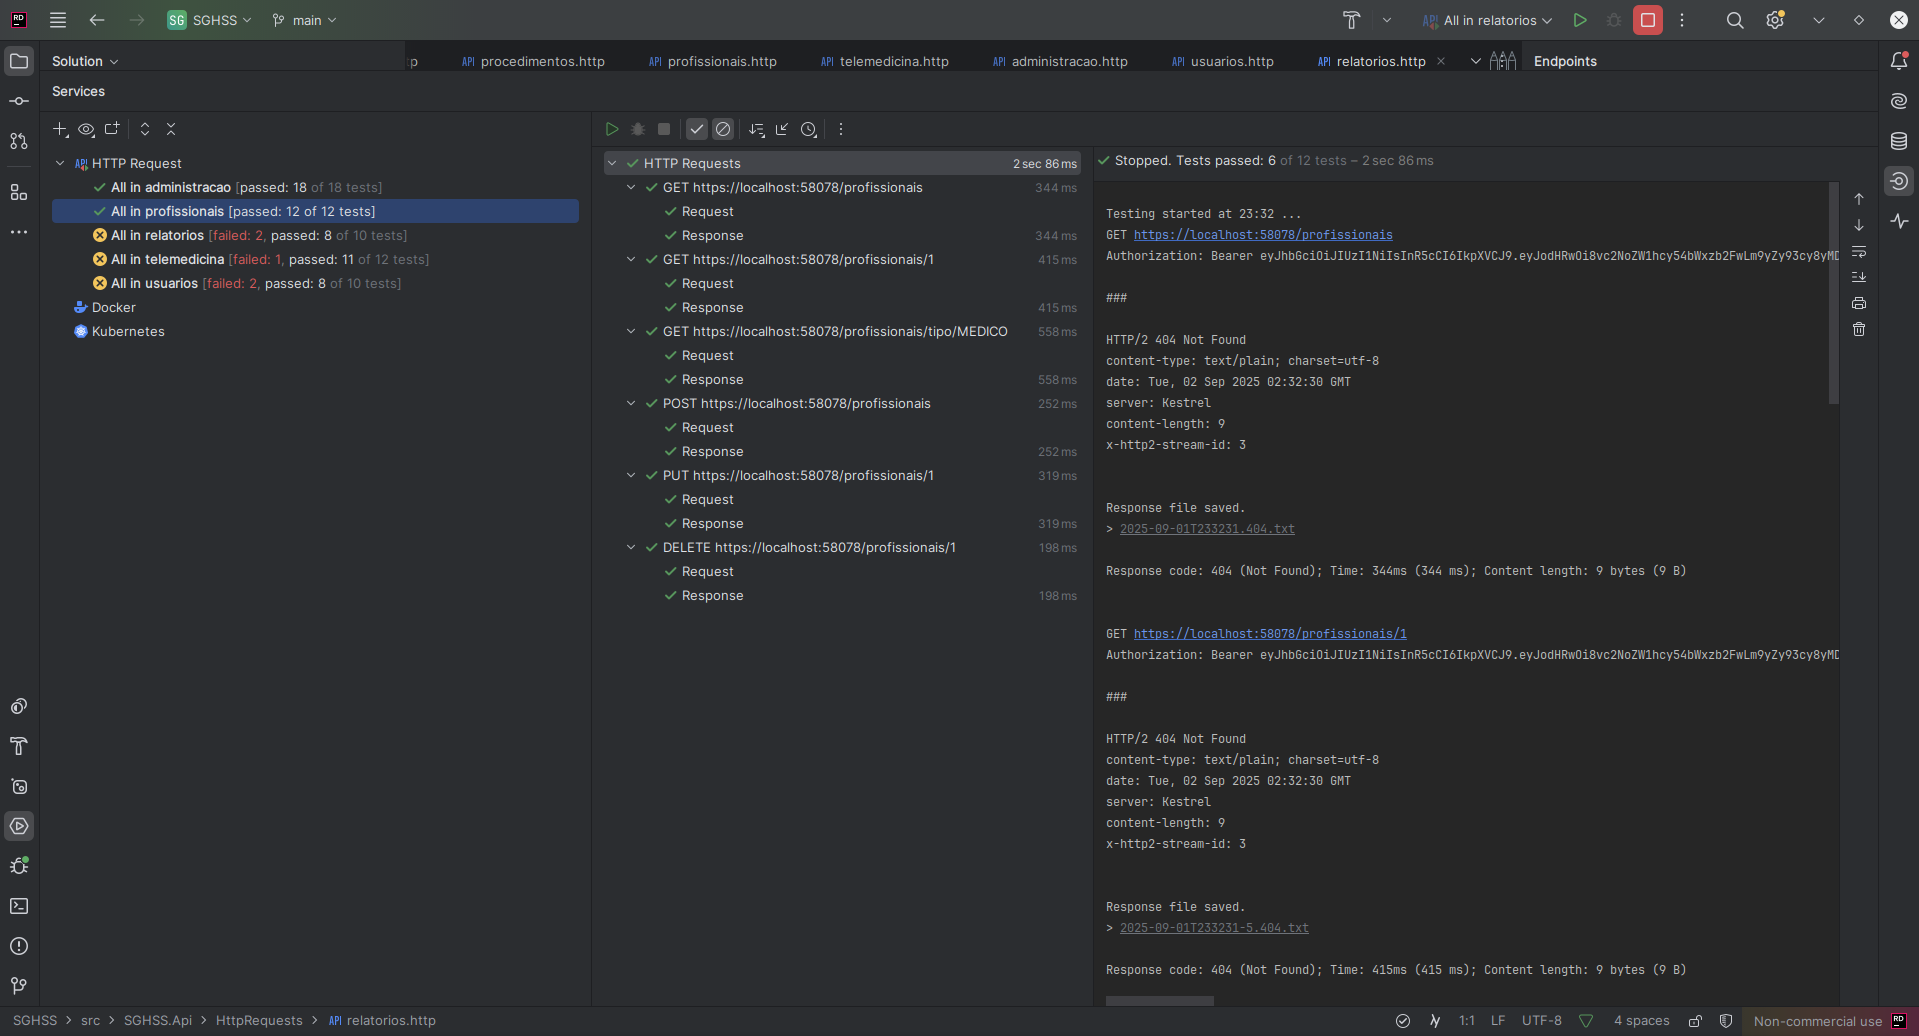 SG SGHSS main All in relatorios
Solution
procedimentos.http profissionais.http telemedicina.http administracao.http usuarios.http relatorios.http
Endpoints
Services
HTTP Request
All in administracao [passed: 18 of 18 tests]
All in profissionais [passed: 12 of 12 tests]
All in relatorios [failed: 2, passed: 8 of 10 tests]
All in telemedicina [failed: 1, passed: 11 of 12 tests]
All in usuarios [failed: 2, passed: 8 of 10 tests]
Docker
Kubernetes
HTTP Requests 2 sec 86 ms
GET https://localhost:58078/profissionais 344 ms
Request
Response 344 ms
GET https://localhost:58078/profissionais/1 415 ms
Request
Response 415 ms
GET https://localhost:58078/profissionais/tipo/MEDICO 558 ms
Request
Response 558 ms
POST https://localhost:58078/profissionais 252 ms
Request
Response 252 ms
PUT https://localhost:58078/profissionais/1 319 ms
Request
Response 319 ms
DELETE https://localhost:58078/profissionais/1 198 ms
Request
Response 198 ms
Stopped. Tests passed: 6 of 12 tests – 2 sec 86 ms
Testing started at 23:32 ...
GET https://localhost:58078/profissionais
Authorization: Bearer eyJhbGciOiJIUzI1NiIsInR5cCI6IkpXVCJ9.eyJodHRwOi8vc2NoZW1hcy54bWxzb2FwLm9yZy93cy8yMD
###
HTTP/2 404 Not Found
content-type: text/plain; charset=utf-8
date: Tue, 02 Sep 2025 02:32:30 GMT
server: Kestrel
content-length: 9
x-http2-stream-id: 3
Response file saved.
> 2025-09-01T233231.404.txt
Response code: 404 (Not Found); Time: 344ms (344 ms); Content length: 9 bytes (9 B)
GET https://localhost:58078/profissionais/1
Authorization: Bearer eyJhbGciOiJIUzI1NiIsInR5cCI6IkpXVCJ9.eyJodHRwOi8vc2NoZW1hcy54bWxzb2FwLm9yZy93cy8yMD
###
HTTP/2 404 Not Found
content-type: text/plain; charset=utf-8
date: Tue, 02 Sep 2025 02:32:30 GMT
server: Kestrel
content-length: 9
x-http2-stream-id: 3
Response file saved.
> 2025-09-01T233231-5.404.txt
Response code: 404 (Not Found); Time: 415ms (415 ms); Content length: 9 bytes (9 B)
SGHSS > src > SGHSS.Api > HttpRequests > API relatorios.http
1:1 LF UTF-8 4 spaces Non-commercial use RD